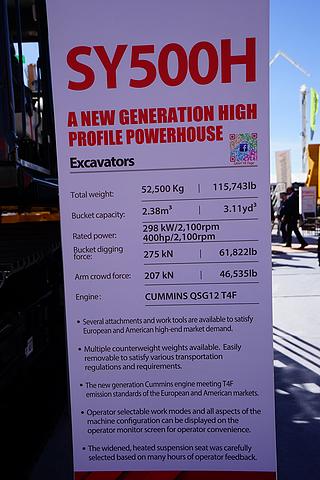 SY500H
A NEW GENERATION HIGH
PROFILE POWERHOUSE
Excavators
Total weight: 52,500 Kg | 115,743lb
Bucket capacity: 2.38m³ | 3.11yd³
Rated power: 298 kW/2,100rpm
400hp/2,100rpm
Bucket digging
force: 275 kN | 61,822lb
Arm crowd force: 207 kN | 46,535lb
Engine: CUMMINS QSG12 T4F
• Several attachments and work tools are available to satisfy
European and American high-end market demand.
• Multiple counterweight weights available. Easily
removable to satisfy various transportation
regulations and requirements.
• The new generation Cummins engine meeting T4F
emission standards of the European and American markets.
• Operator selectable work modes and all aspects of the
machine configuration can be displayed on the
operator monitor screen for operator convenience.
• The widened, heated suspension seat was carefully
selected based on many hours of operator feedback.